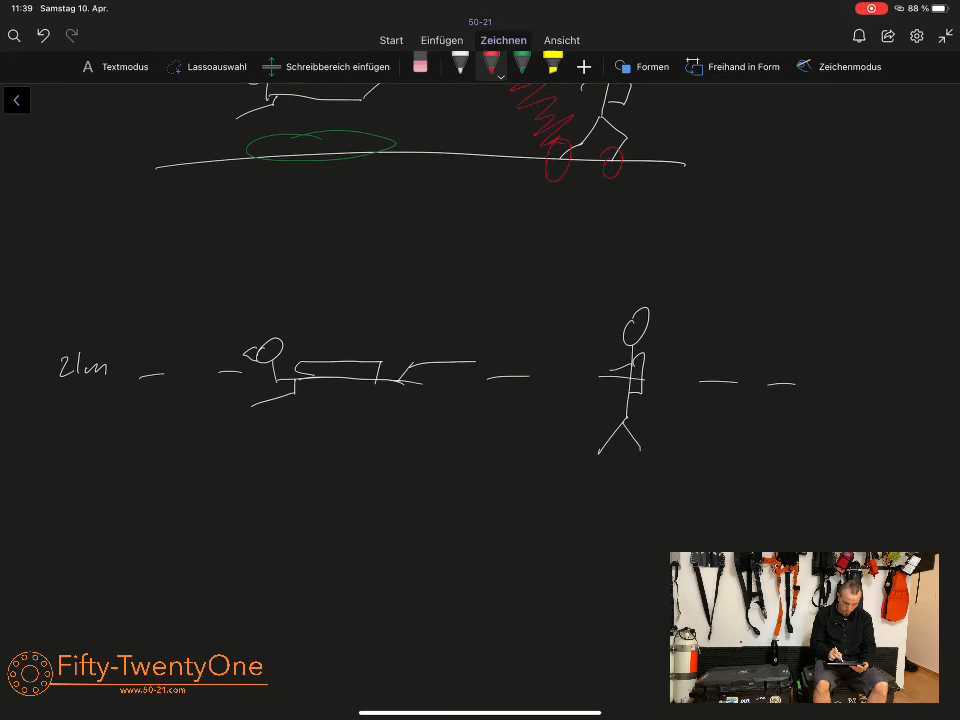 11:39 Samstag 10. Apr.
88 %
50-21
Start Einfügen Zeichnen Ansicht
Textmodus Lassoauswahl Schreibbereich einfügen Formen Freihand in Form Zeichenmodus
Fifty-TwentyOne
www.50-21.com